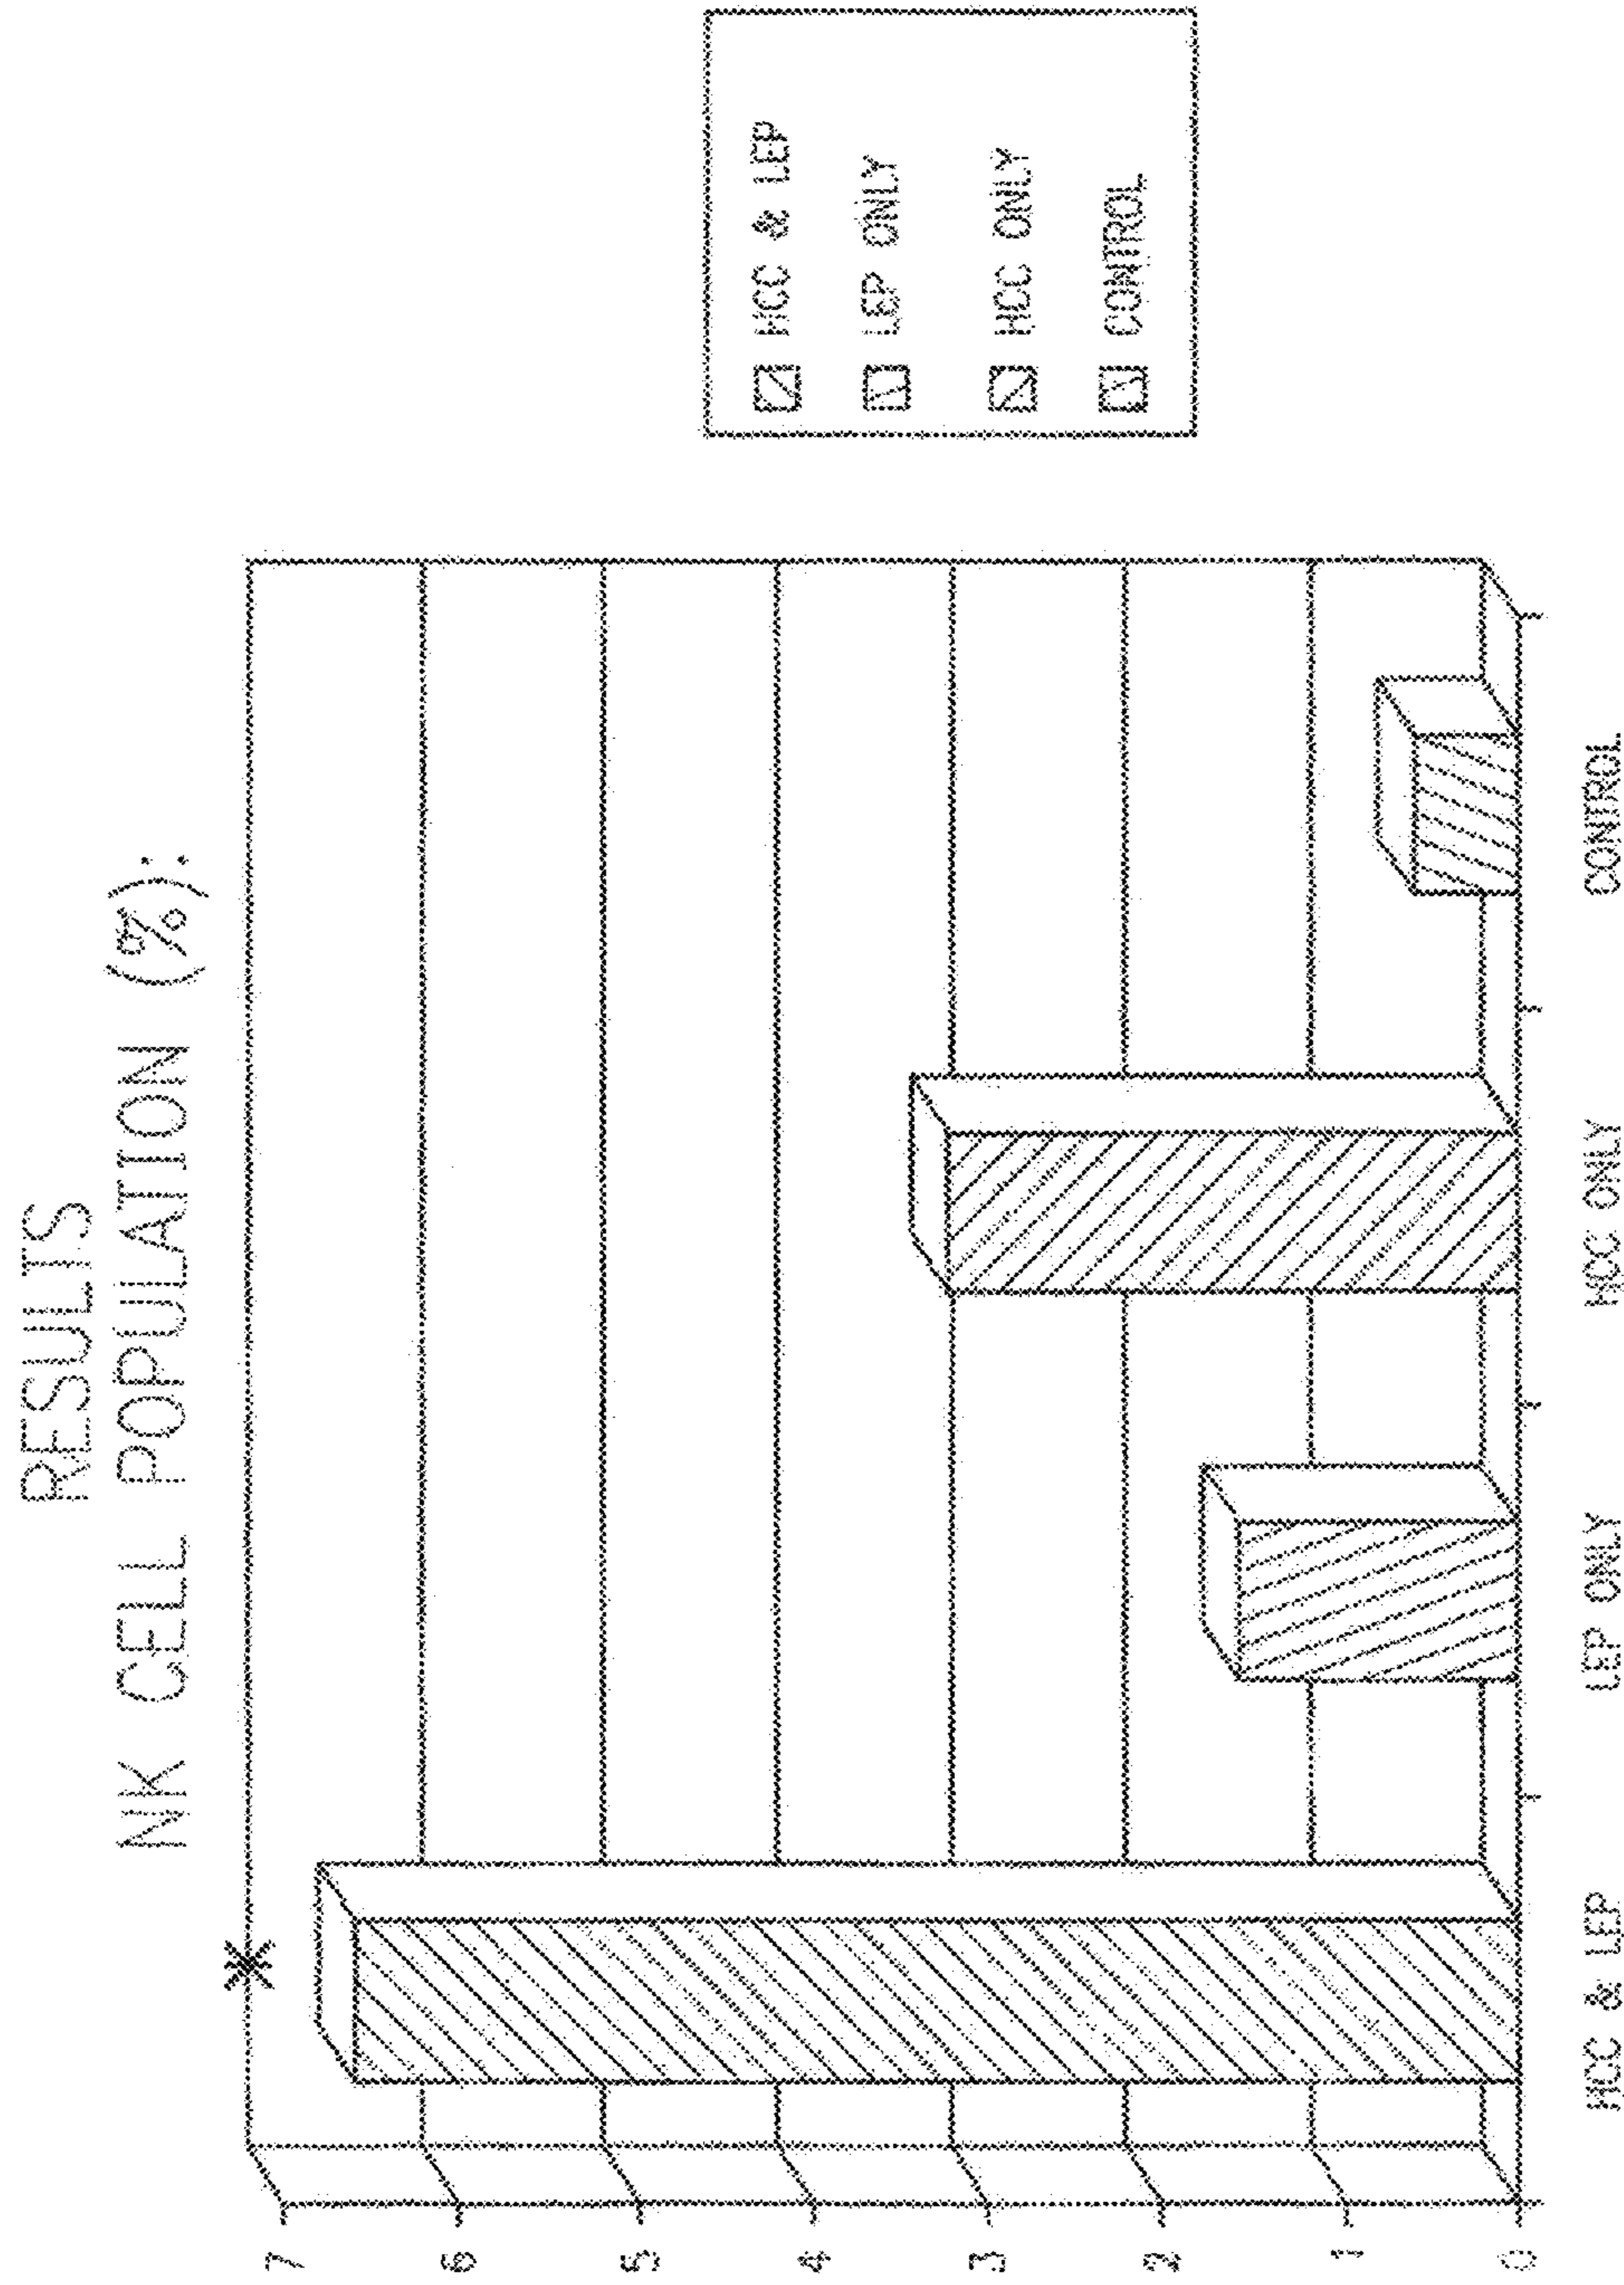 RESULTS
NK CELL POPULATION (%):
*
7
6
5
4
3
2
1
0
HCC & LEP
LEP ONLY
HCC ONLY
CONTROL
HCC & LEP
LEP ONLY
HCC ONLY
CONTROL